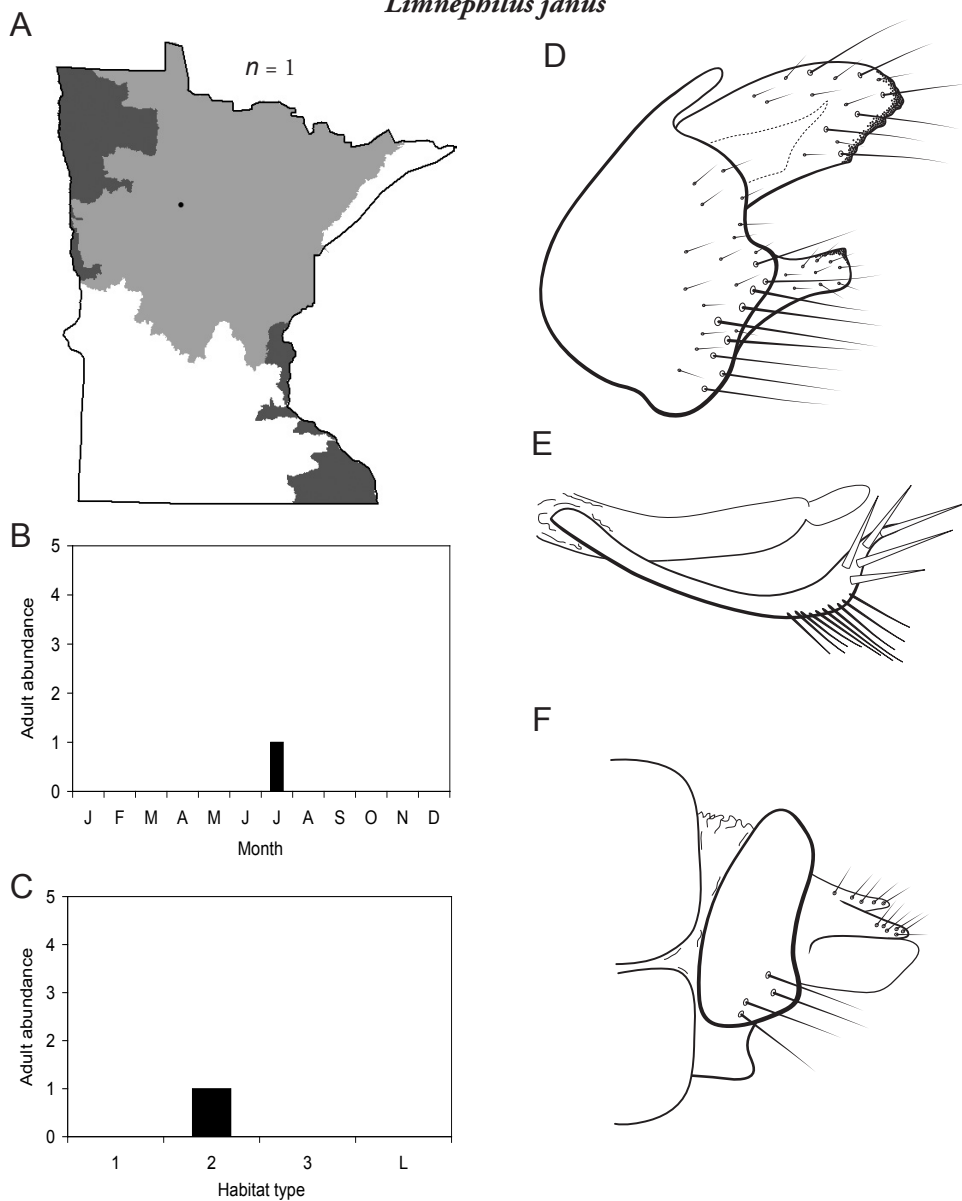 Limnephilus janus
A
n = 1
B
5
4
3
2
1
0
Adult abundance
J F M A M J J A S O N D
Month
C
5
4
3
2
1
0
Adult abundance
1 2 3 L
Habitat type
D
E
F